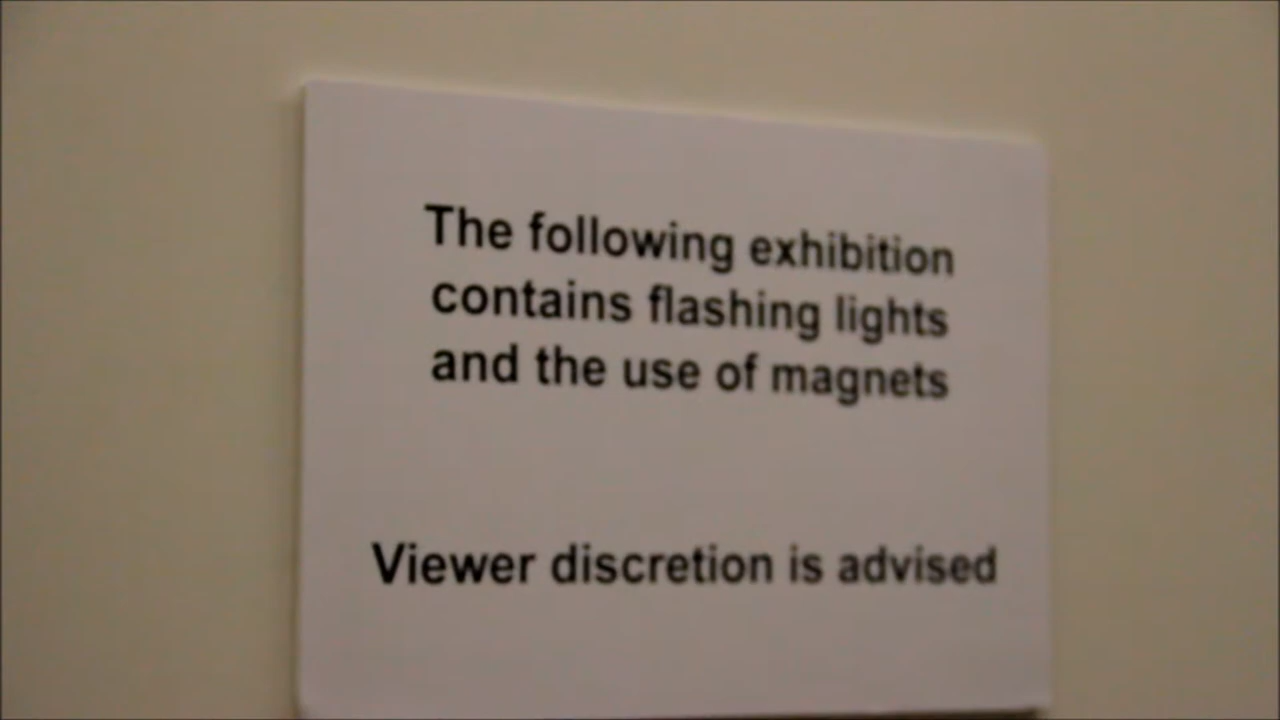 The following exhibition
contains flashing lights
and the use of magnets
Viewer discretion is advised